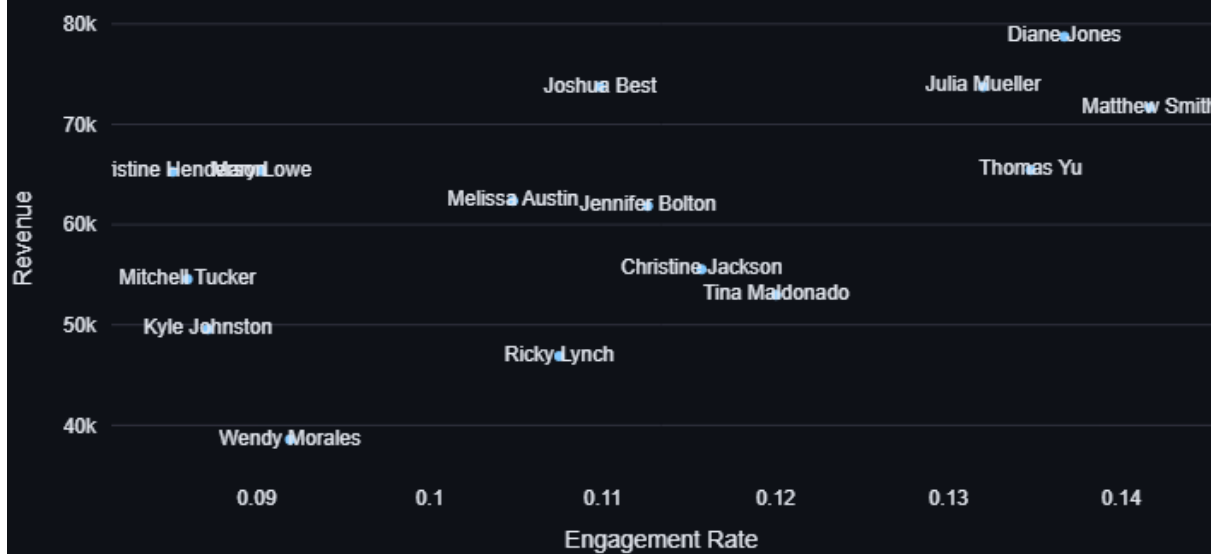 80k
Diane Jones
Joshua Best
Julia Mueller
Matthew Smith
70k
istine Henderson
Mary Lowe
Thomas Yu
Melissa Austin
Jennifer Bolton
60k
Revenue
Christine Jackson
Mitchell Tucker
Tina Maldonado
50k
Kyle Johnston
Ricky Lynch
40k
Wendy Morales
0.09
0.1
0.11
0.12
0.13
0.14
Engagement Rate